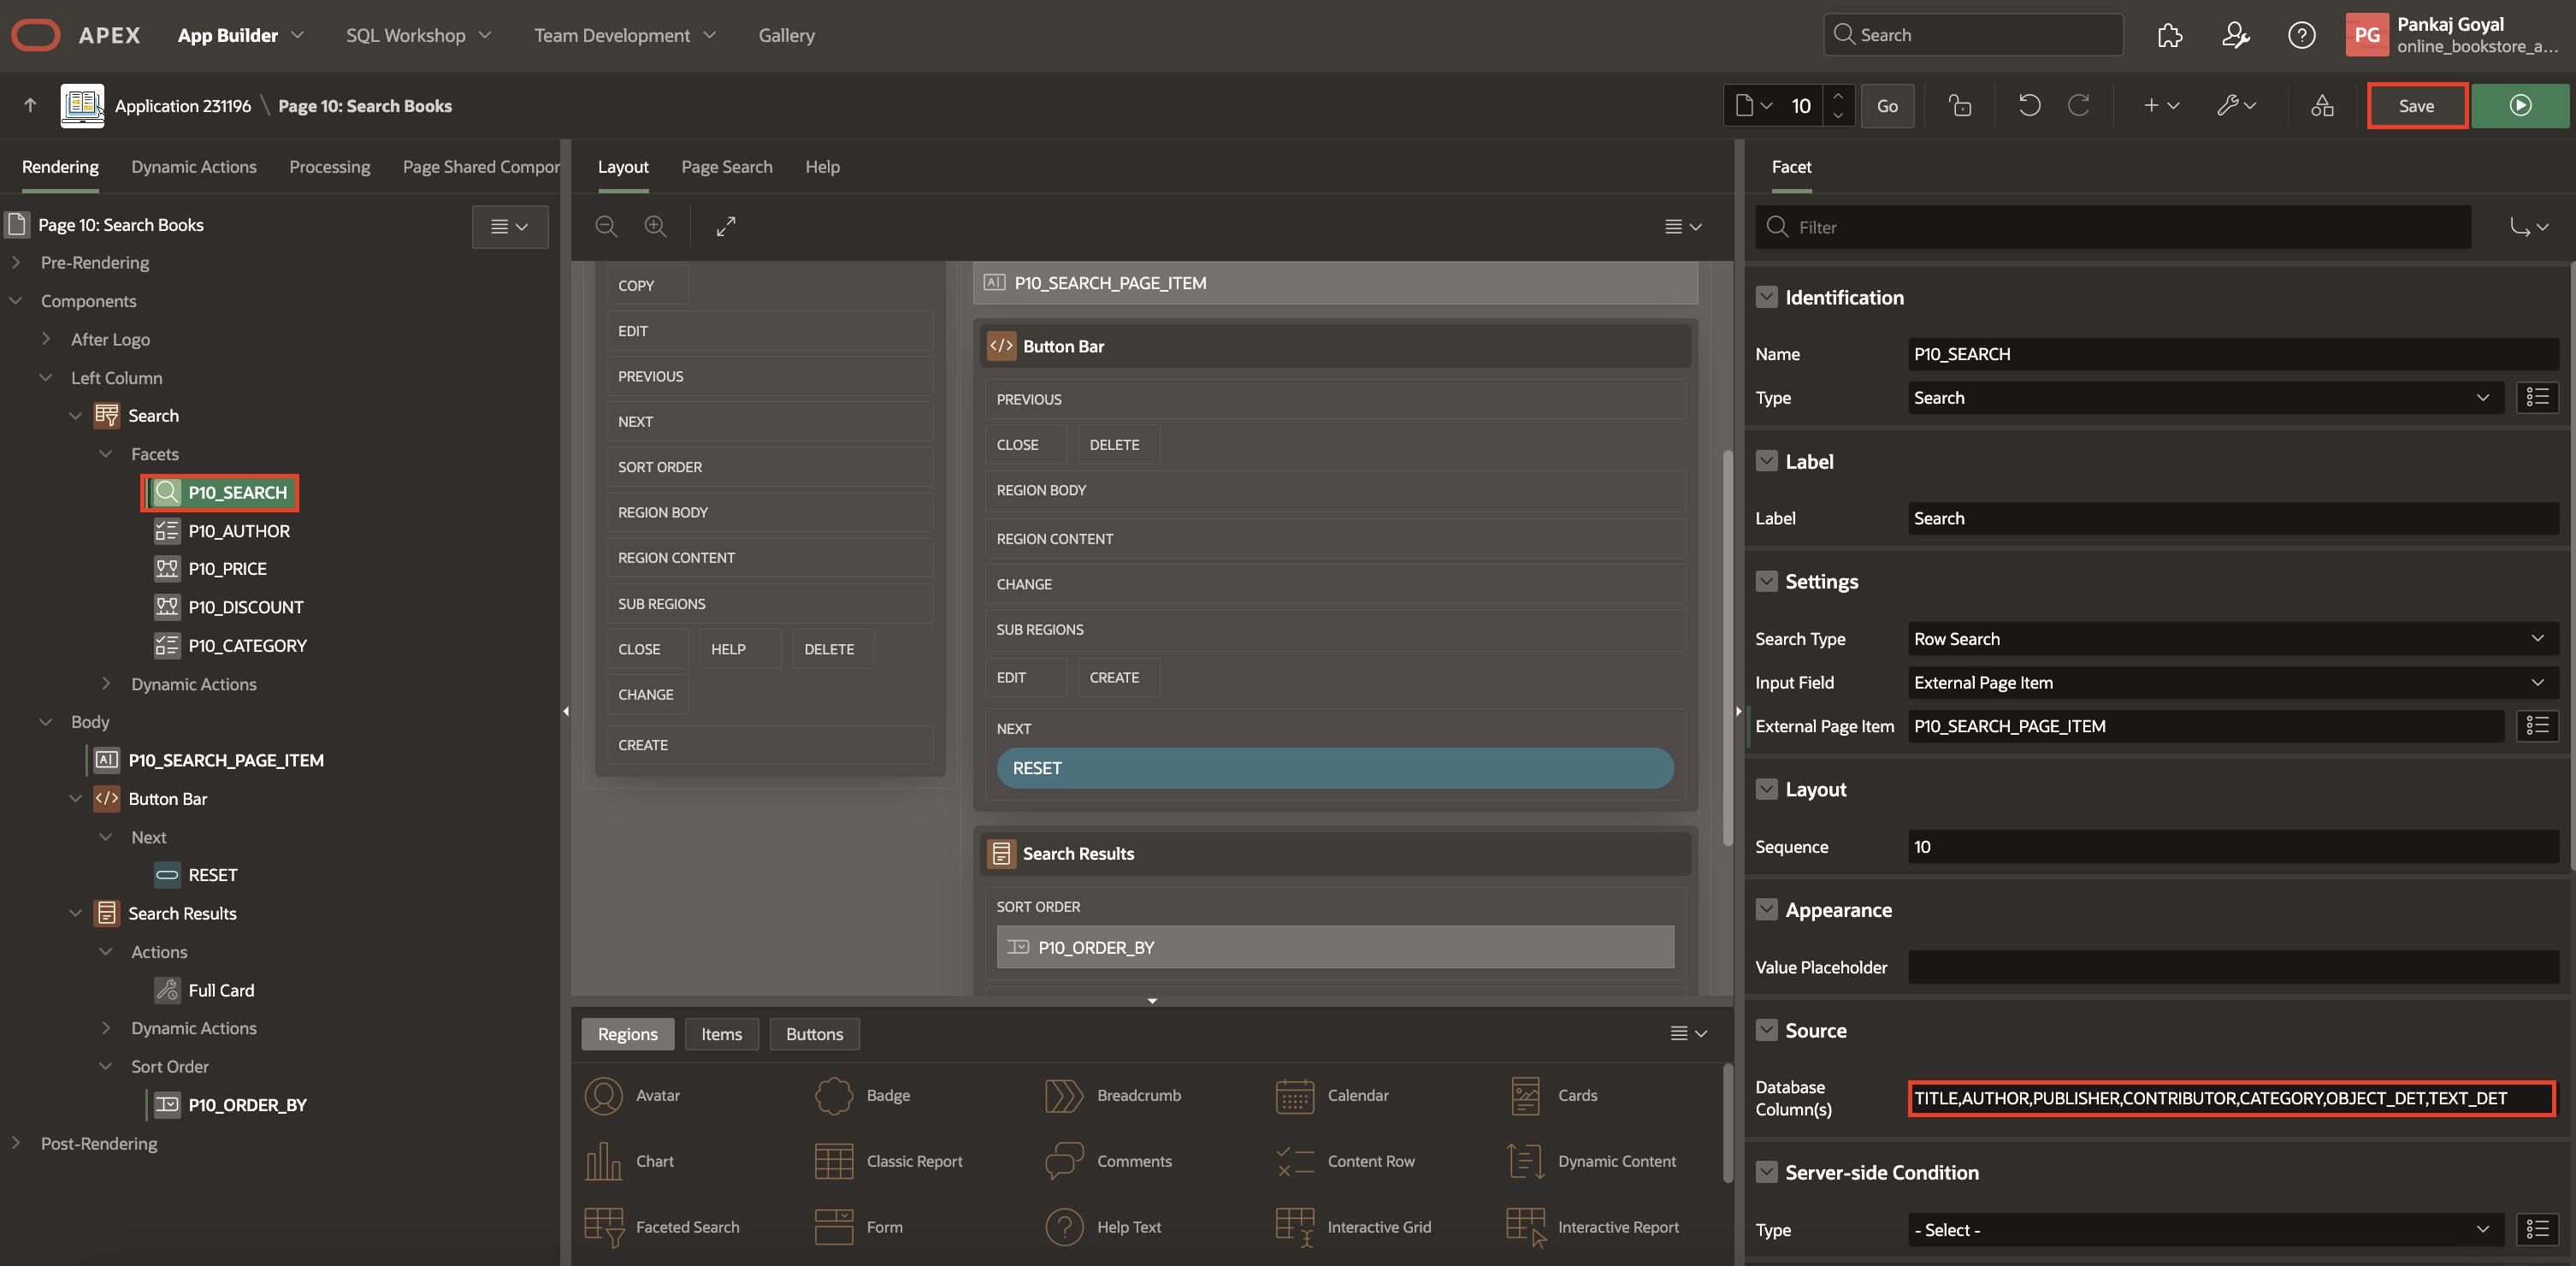 APEX App Builder SQL Workshop Team Development Gallery Search PG Pankaj Goyal
online_bookstore_a...
Application 231196 \ Page 10: Search Books 10 Go Save
Rendering Dynamic Actions Processing Page Shared Compor
Page 10: Search Books
Pre-Rendering
Components
After Logo
Left Column
Search
Facets
P10_SEARCH
P10_AUTHOR
P10_PRICE
P10_DISCOUNT
P10_CATEGORY
Dynamic Actions
Body
P10_SEARCH_PAGE_ITEM
Button Bar
Next
RESET
Search Results
Actions
Full Card
Dynamic Actions
Sort Order
P10_ORDER_BY
Post-Rendering
Layout Page Search Help
COPY
EDIT
PREVIOUS
NEXT
SORT ORDER
REGION BODY
REGION CONTENT
SUB REGIONS
CLOSE HELP DELETE
CHANGE
CREATE
P10_SEARCH_PAGE_ITEM
Button Bar
PREVIOUS
CLOSE DELETE
REGION BODY
REGION CONTENT
CHANGE
SUB REGIONS
EDIT CREATE
NEXT
RESET
Search Results
SORT ORDER
P10_ORDER_BY
Regions Items Buttons
Avatar Badge Breadcrumb Calendar Cards
Chart Classic Report Comments Content Row Dynamic Content
Faceted Search Form Help Text Interactive Grid Interactive Report
Facet
Filter
Identification
Name P10_SEARCH
Type Search
Label
Label Search
Settings
Search Type Row Search
Input Field External Page Item
External Page Item P10_SEARCH_PAGE_ITEM
Layout
Sequence 10
Appearance
Value Placeholder
Source
Database
Column(s) TITLE,AUTHOR,PUBLISHER,CONTRIBUTOR,CATEGORY,OBJECT_DET,TEXT_DET
Server-side Condition
Type - Select -